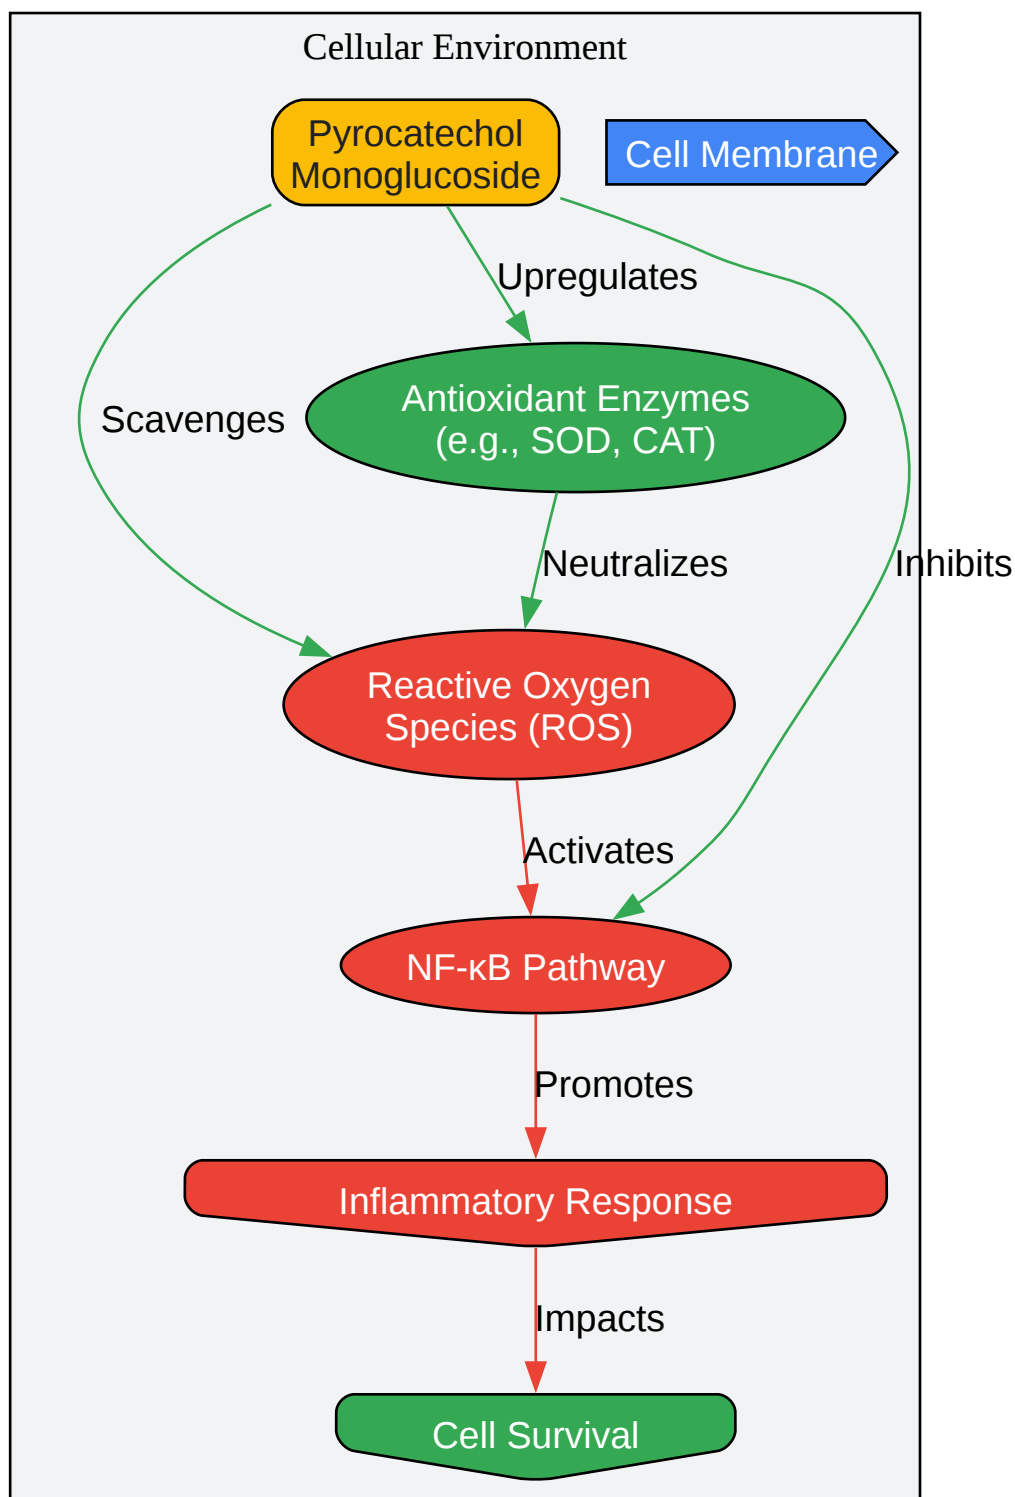 Cellular Environment
Pyrocatechol
Monoglucoside
Cell Membrane
Upregulates
Antioxidant Enzymes
(e.g., SOD, CAT)
Scavenges
Neutralizes
Inhibits
Reactive Oxygen
Species (ROS)
Activates
NF-κB Pathway
Promotes
Inflammatory Response
Impacts
Cell Survival